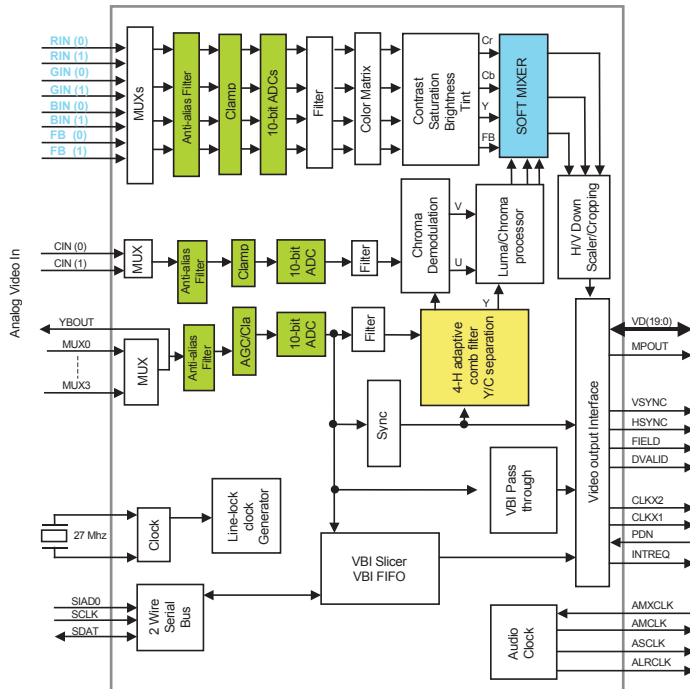 Analog Video In
RIN (0)
RIN (1)
GIN (0)
GIN (1)
BIN (0)
BIN (1)
FB (0)
FB (1)
MUXs
Anti-alias Filter
Clamp
10-bit ADCs
Filter
Color Matrix
Contrast
Saturation
Brightness
Tint
Cr
Cb
Y
FB
SOFT MIXER
CIN (0)
CIN (1)
MUX
Anti-alias
Filter
Clamp
10-bit
ADC
Filter
Chroma
Demodulation
V
U
Luma/Chroma
processor
H/V Down
Scaler/Cropping
YBOUT
MUX0
MUX3
MUX
Anti-alias
Filter
AGC/Cla
10-bit
ADC
Filter
Y
4-H adaptive
comb filter
Y/C separation
Sync
VBI Pass
through
VBI Slicer
VBI FIFO
Video output Interface
VD(19:0)
MPOUT
VSYNC
HSYNC
FIELD
DVALID
CLKX2
CLKX1
PDN
INTREQ
27 Mhz
Clock
Line-lock
clock
Generator
SIAD0
SCLK
SDAT
2 Wire
Serial
Bus
Audio
Clock
AMXCLK
AMCLK
ASCLK
ALRCLK